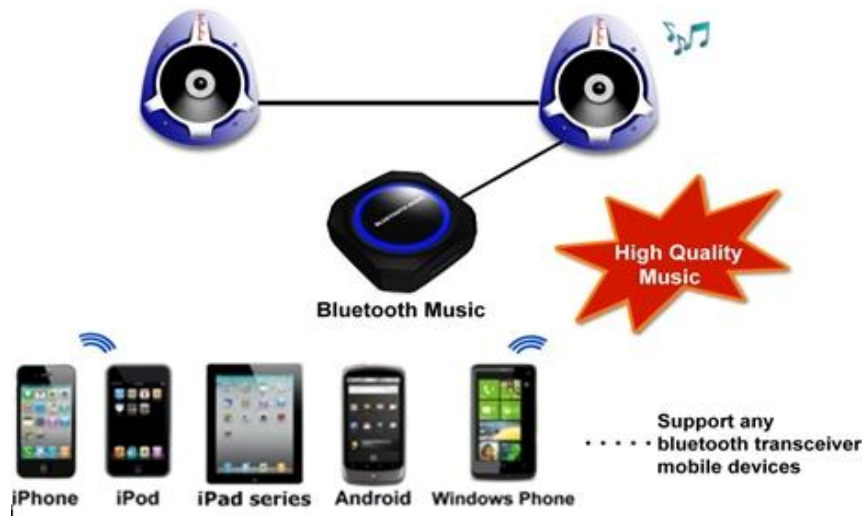 High Quality
Music
Bluetooth Music
iPhone
iPod
iPad series
Android
Windows Phone
Support any
bluetooth transceiver
mobile devices